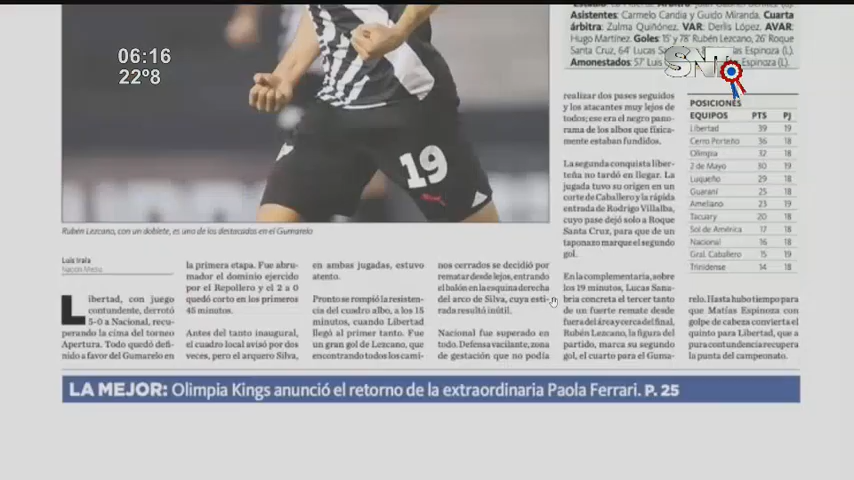 06:16
22°8
SNT
Asistentes: Carmelo Candia y Guido Miranda. Cuarta
árbitra: Zulma Quiñónez. VAR: Derlis López, AVAR:
Hugo Martínez. Goles: 15' y 78' Rubén Lezcano, 26' Roque
Santa Cruz, 64' Lucas
Espinoza (L).
Amonestados: 57' Luis
Espinoza (L).
19
Rubén Lezcano, con un doblete, es uno de los destacados en el Gumarelo
Luis Irala
Nación Media
Libertad, con juego
contundente, derrotó
5-0 a Nacional, recu-
perando la cima del torneo
Apertura. Todo quedó defi-
nido a favor del Gumarelo en
la primera etapa. Fue abru-
mador el dominio ejercido
por el Repollero y el 2 a 0
quedó corto en los primeros
45 minutos.
Antes del tanto inaugural,
el cuadro local avisó por dos
veces, pero el arquero Silva,
en ambas jugadas, estuvo
atento.
Pronto se rompió la resisten-
cia del cuadro albo, a los 15
minutos, cuando Libertad
llegó al primer tanto. Fue
un gran gol de Lezcano, que
encontrando todos los cami-
nos cerrados se decidió por
rematar desde lejos, entrando
el balón en la esquina derecha
del arco de Silva, cuya esti-
rada resultó inútil.
Nacional fue superado en
todo. Defensa vacilante, zona
de gestación que no podía
realizar dos pases seguidos
y los atacantes muy lejos de
todos; ese era el negro pano-
rama de los albos que física-
mente estaban fundidos.
La segunda conquista liber-
teña no tardó en llegar. La
jugada tuvo su origen en un
corte de Caballero y la rápida
entrada de Rodrigo Villalba,
cuyo pase dejó solo a Roque
Santa Cruz, para que de un
taponazo marque el segundo
gol.
En la complementaria, sobre
los 19 minutos, Lucas Sana-
bria concreta el tercer tanto
de un fuerte remate desde
fuera del área y cerca del final,
Rubén Lezcano, la figura del
partido, marca su segundo
gol, el cuarto para el Guma-
relo. Hasta hubo tiempo para
que Matías Espinoza con
golpe de cabeza convierta el
quinto para Libertad, que a
pura contundencia recupera
la punta del campeonato.
POSICIONES
EQUIPOS PTS PJ
Libertad 39 19
Cerro Porteño 36 18
Olimpia 32 18
2 de Mayo 30 19
Luqueño 29 18
Guaraní 25 18
Ameliano 23 19
Tacuary 20 18
Sol de América 17 18
Nacional 16 18
Gral. Caballero 15 19
Trinidense 14 18
LA MEJOR: Olimpia Kings anunció el retorno de la extraordinaria Paola Ferrari. P. 25